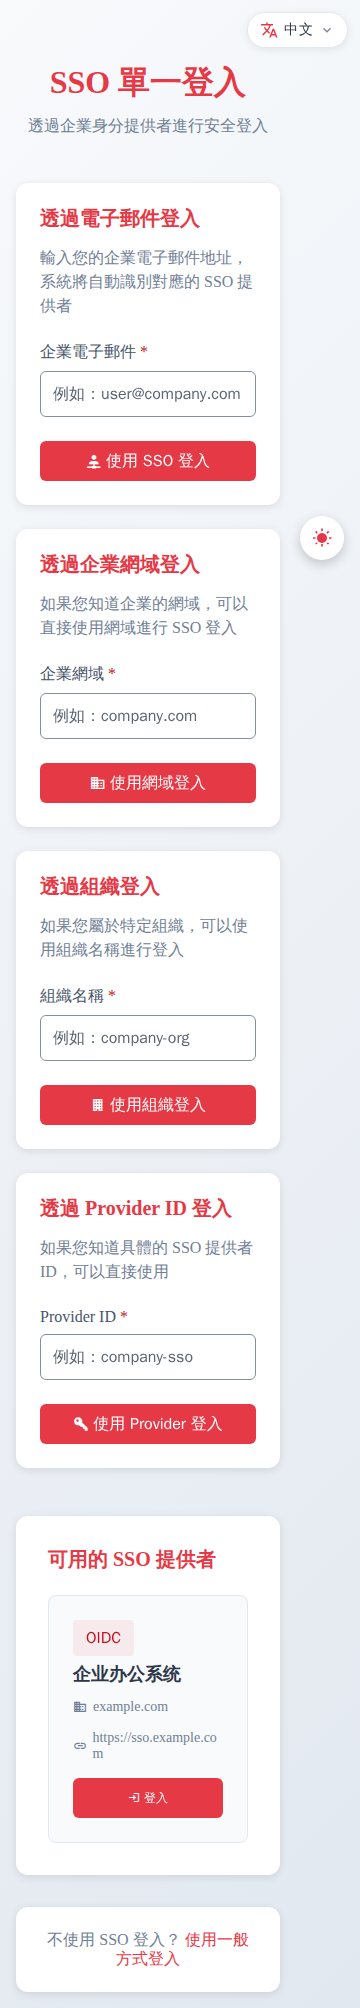 中文
SSO 單一登入
透過企業身分提供者進行安全登入
透過電子郵件登入
輸入您的企業電子郵件地址，
系統將自動識別對應的 SSO 提
供者
企業電子郵件 *
例如：user@company.com
使用 SSO 登入
透過企業網域登入
如果您知道企業的網域，可以
直接使用網域進行 SSO 登入
企業網域 *
例如：company.com
使用網域登入
透過組織登入
如果您屬於特定組織，可以使
用組織名稱進行登入
組織名稱 *
例如：company-org
使用組織登入
透過 Provider ID 登入
如果您知道具體的 SSO 提供者
ID，可以直接使用
Provider ID *
例如：company-sso
使用 Provider 登入
可用的 SSO 提供者
OIDC
企业办公系统
example.com
https://sso.example.co
m
登入
不使用 SSO 登入？ 使用一般
方式登入